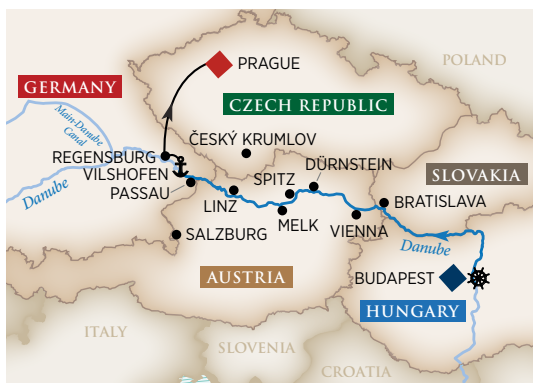 POLAND
PRAGUE
GERMANY
CZECH REPUBLIC
Main-Danube
Canal
ČESKÝ KRUMLOV
REGENSBURG
VILSHOFEN
PASSAU
Danube
DÜRNSTEIN
SPITZ
SLOVAKIA
LINZ
MELK
VIENNA
BRATISLAVA
SALZBURG
Danube
AUSTRIA
BUDAPEST
HUNGARY
ITALY
SLOVENIA
CROATIA